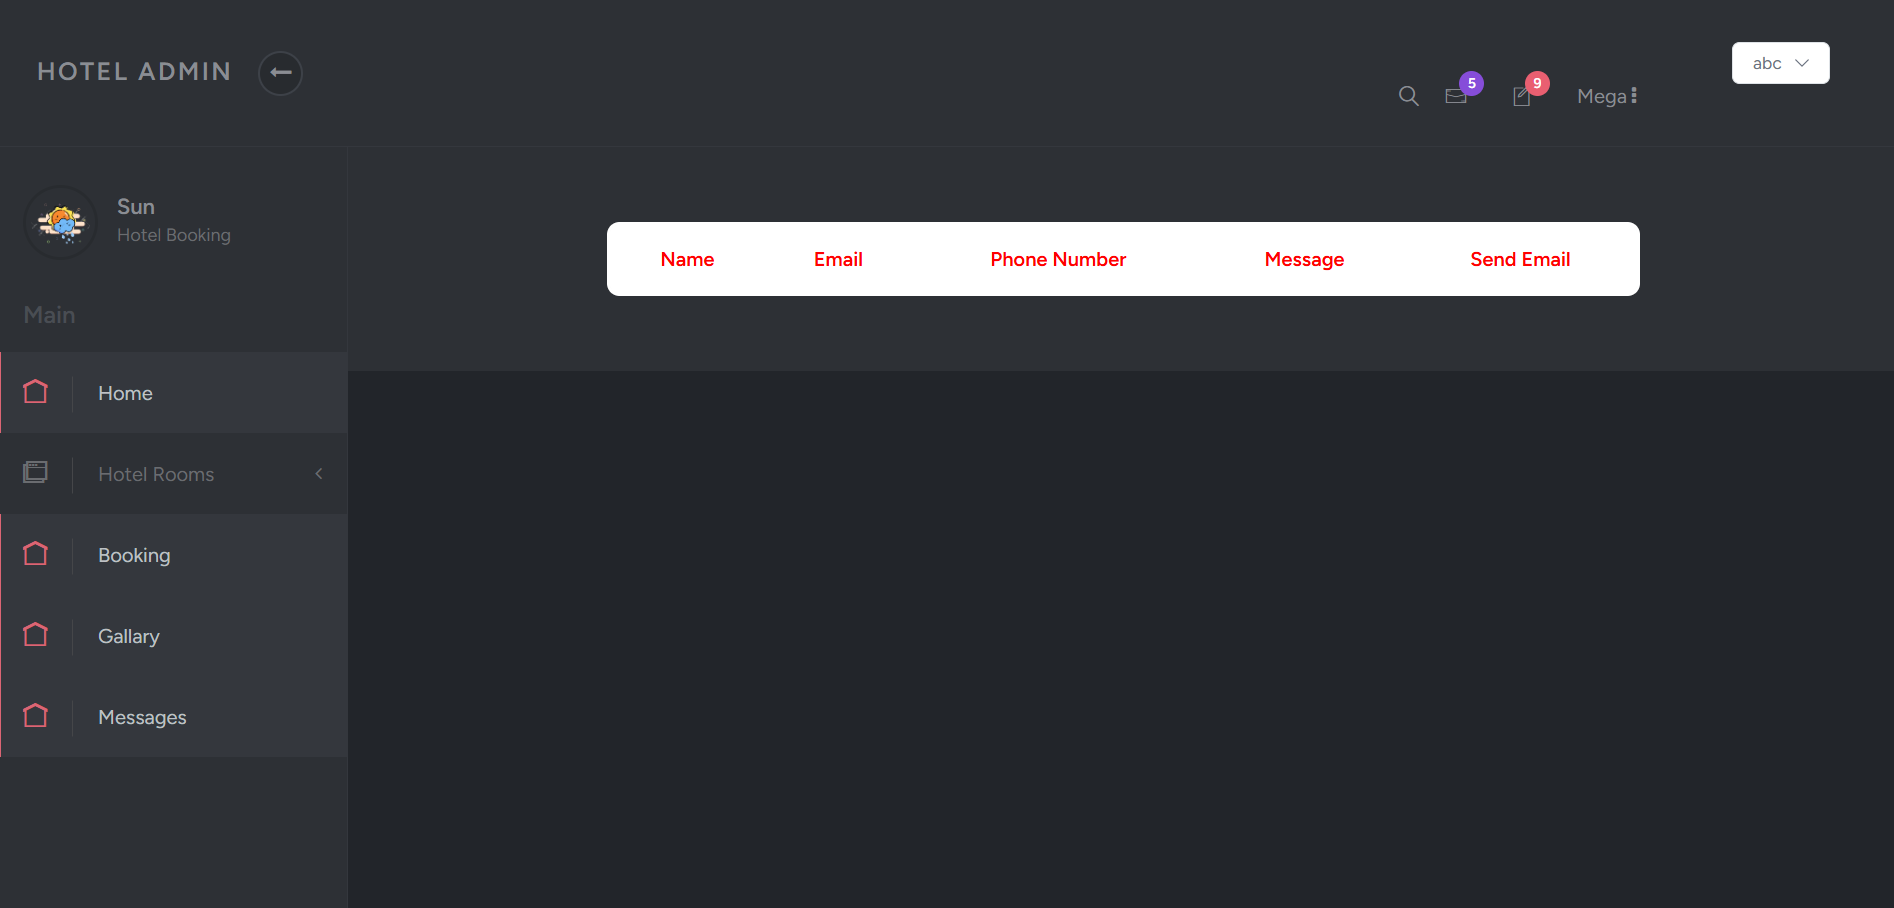 HOTEL ADMIN
abc
5
9
Mega
Sun
Hotel Booking
Name Email Phone Number Message Send Email
Main
Home
Hotel Rooms
Booking
Gallary
Messages